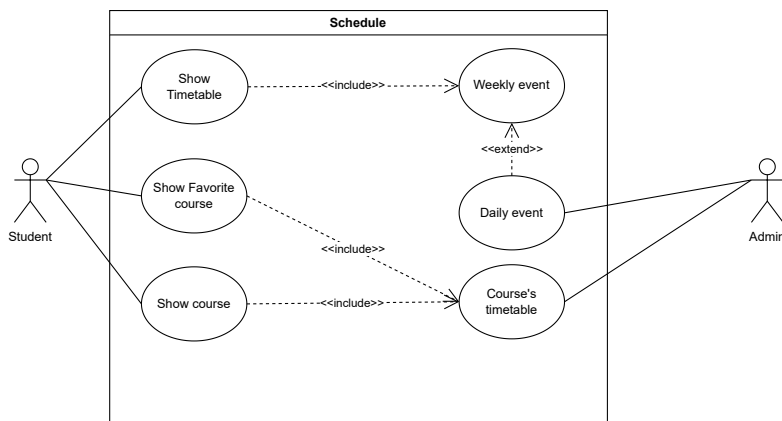 Schedule
Show
Timetable
<<include>>
Weekly event
<<extend>>
Show Favorite
course
Daily event
Student
Admin
<<include>>
Show course
<<include>>
Course's
timetable